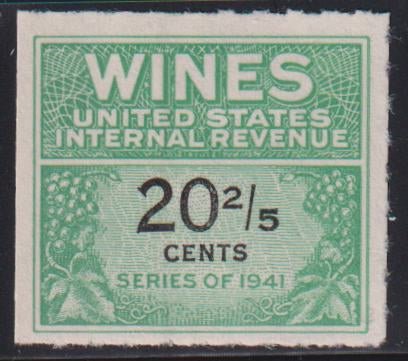 WINES
UNITED STATES
INTERNAL REVENUE
20 2/5
CENTS
SERIES OF 1941